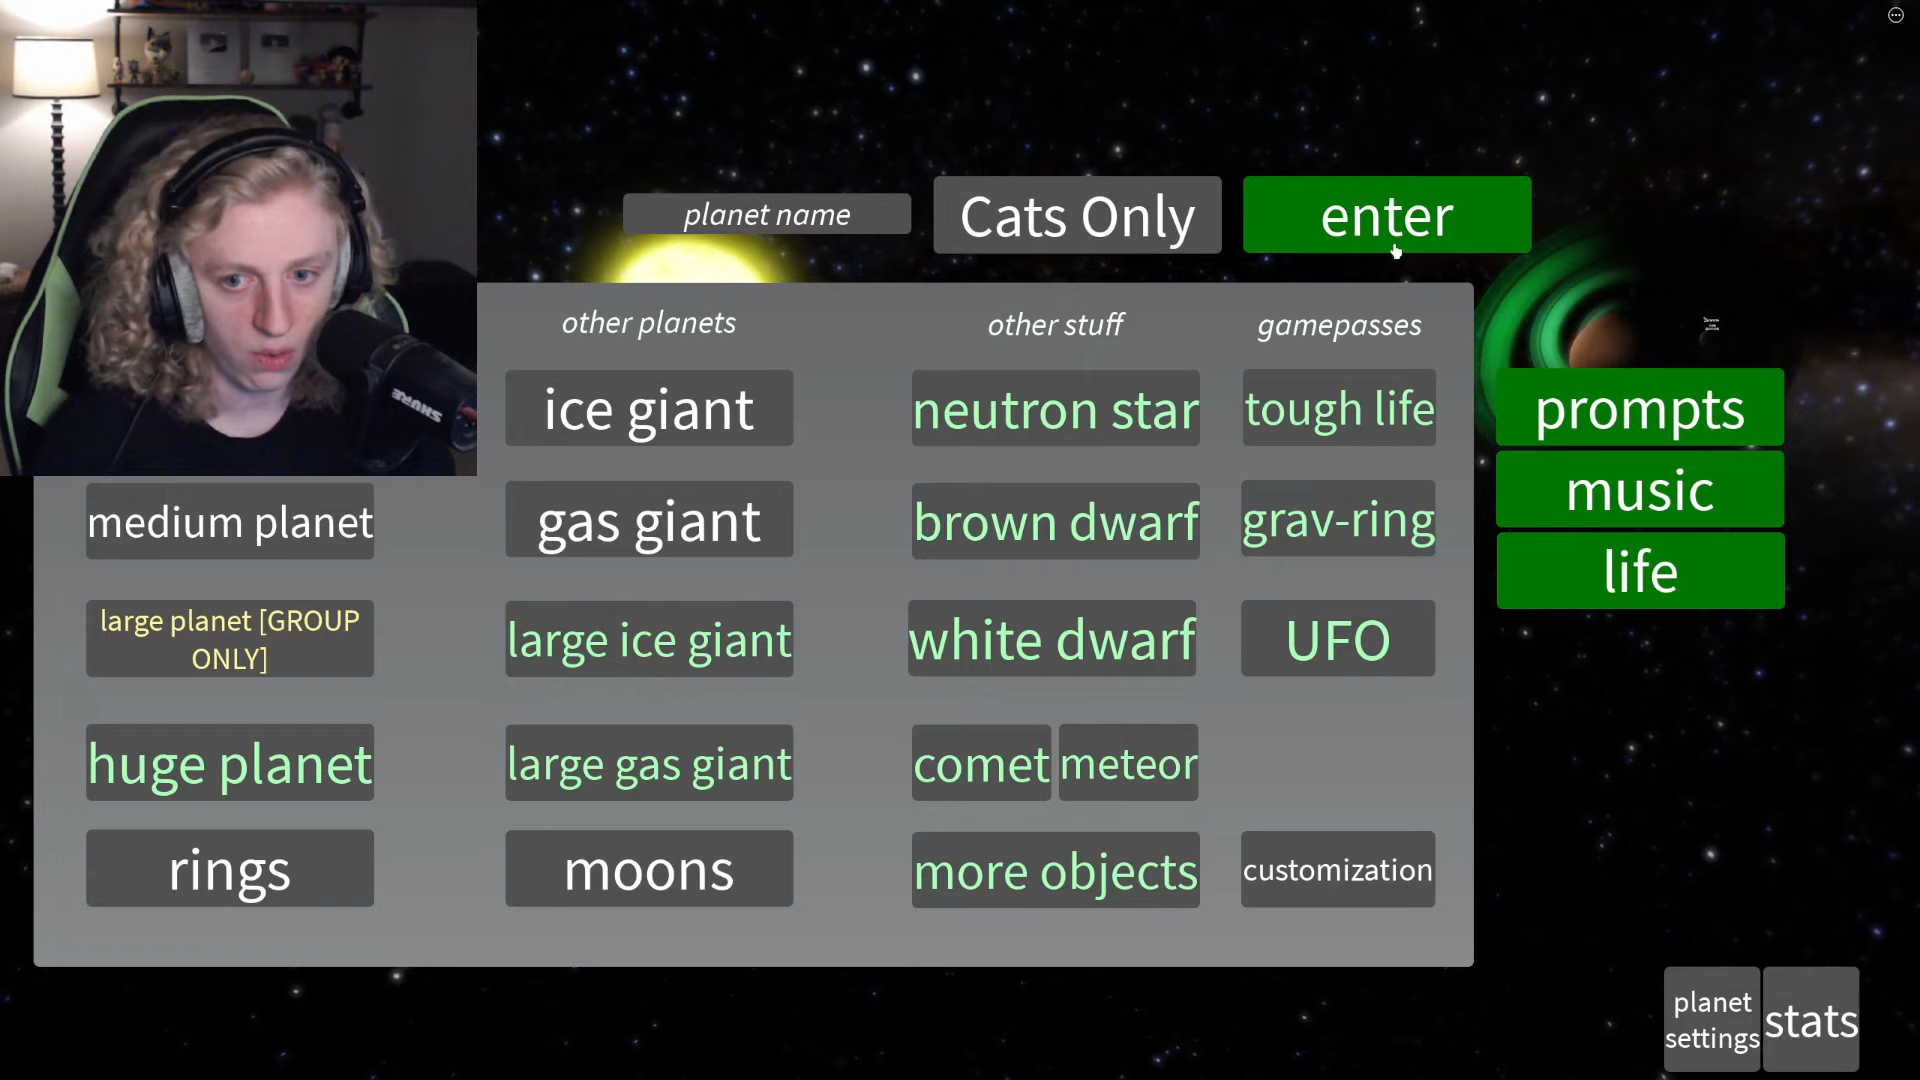 planet name
Cats Only
enter
other planets
other stuff
gamepasses
ice giant
neutron star
tough life
prompts
medium planet
gas giant
brown dwarf
grav-ring
music
life
large planet [GROUP
ONLY]
large ice giant
white dwarf
UFO
huge planet
large gas giant
comet
meteor
rings
moons
more objects
customization
planet
settings
stats
SHURE